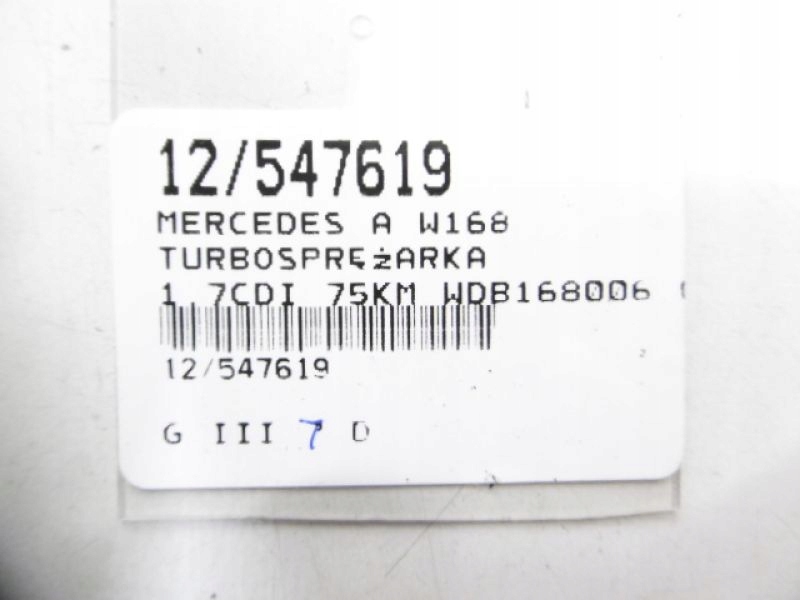 12/547619
MERCEDES A W168
TURBOSPRĘŻARKA
1.7CDI 75KM WDB168006
12/547619
G III 7 D